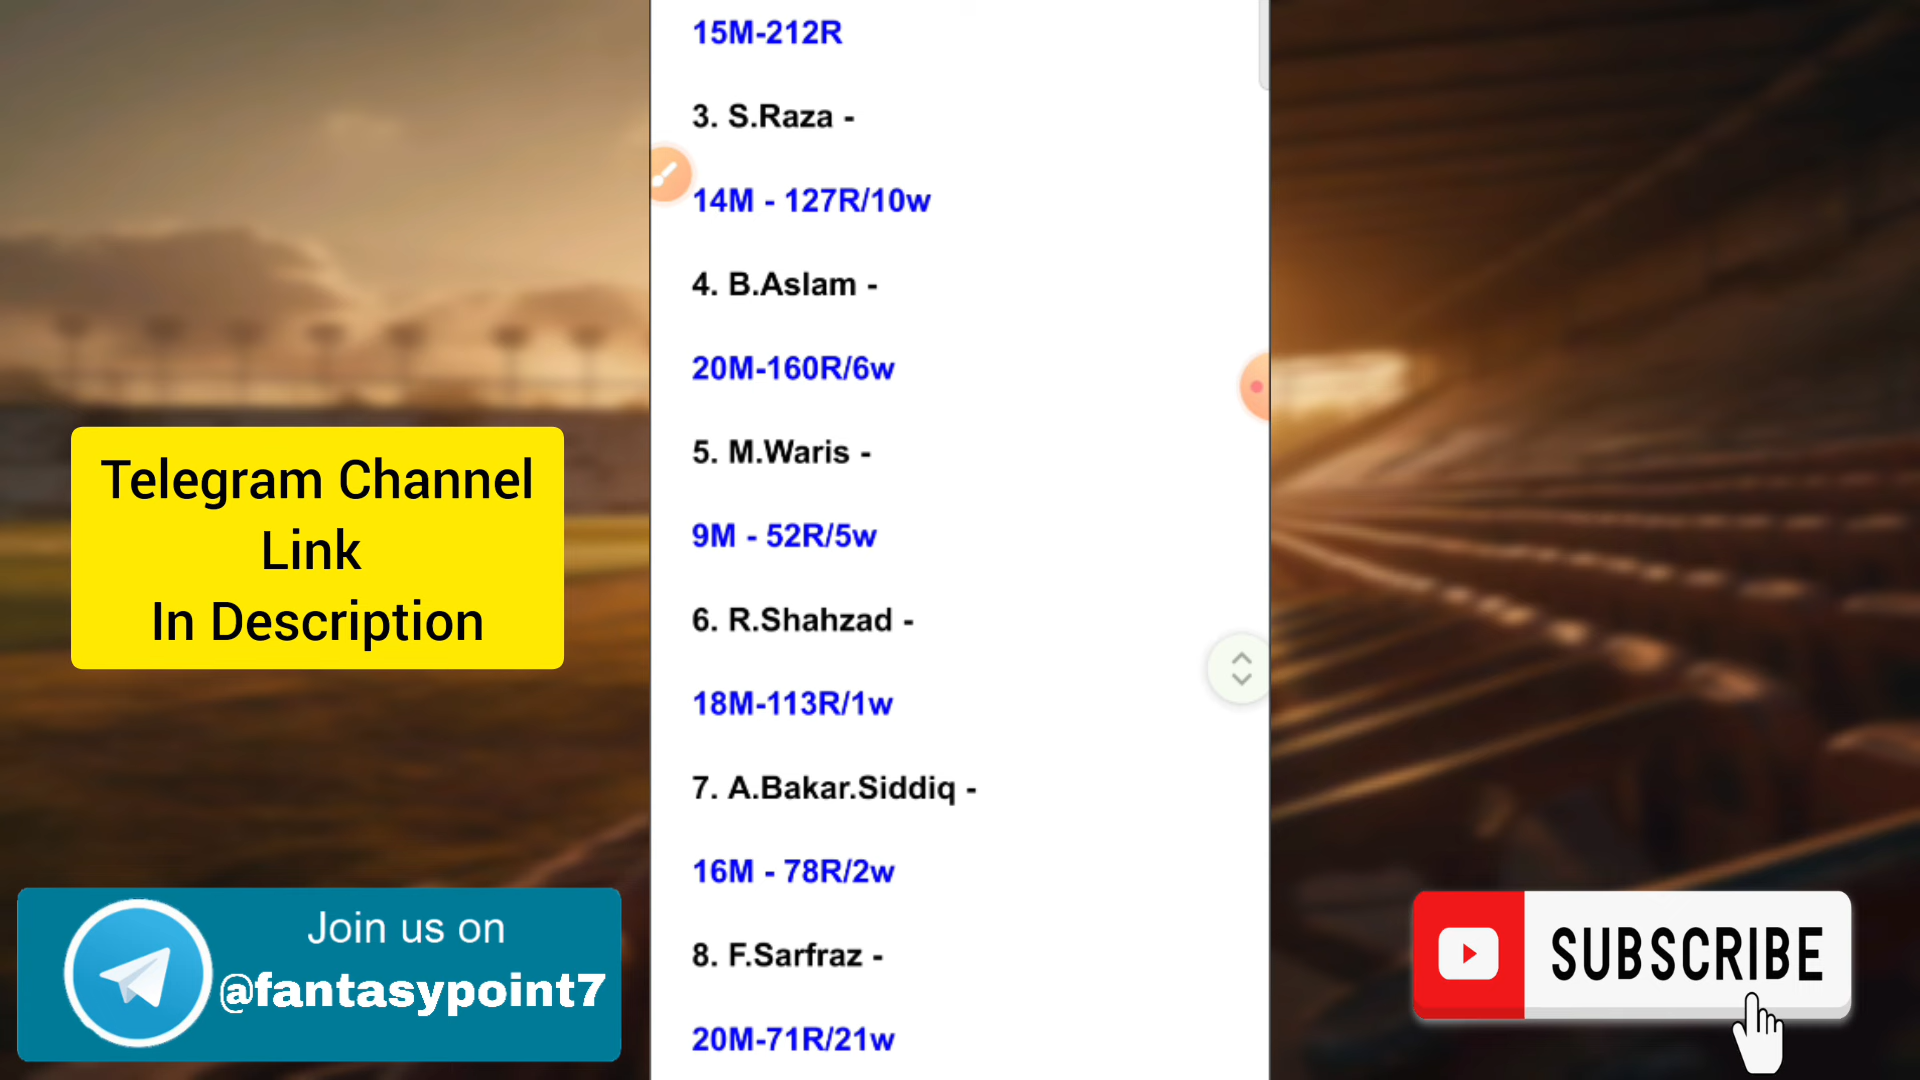 15M-212R
3. S.Raza -
14M - 127R/10w
4. B.Aslam -
20M-160R/6w
5. M.Waris -
9M - 52R/5w
6. R.Shahzad -
18M-113R/1w
7. A.Bakar.Siddiq -
16M - 78R/2w
8. F.Sarfraz -
20M-71R/21w
Telegram Channel
Link
In Description
Join us on
@fantasypoint7
SUBSCRIBE